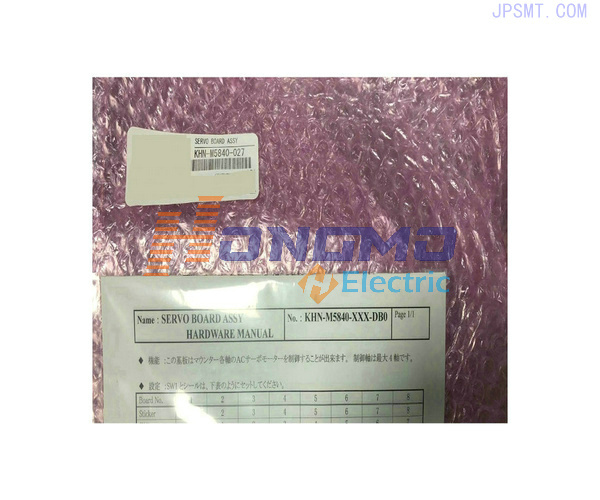 JPSMT.COM
SERVO BOARD ASSY
KHN-M5840-027
HONGMO
Electric
Name : SERVO BOARD ASSY
HARDWARE MANUAL
No. : KHN-M5840-XXX-DB0
Page 1/1
◆ 機能 :この基板はマウンター各軸のACサーボモーターを制御することが出来ます。 制御軸は最大4軸です。
◆ 設定 :SW1とシールは、下表のようにセットしてください。
Board No. 1 2 3 4 5 6 7 8
Sticker 2 3 4 5 6 7 8 9